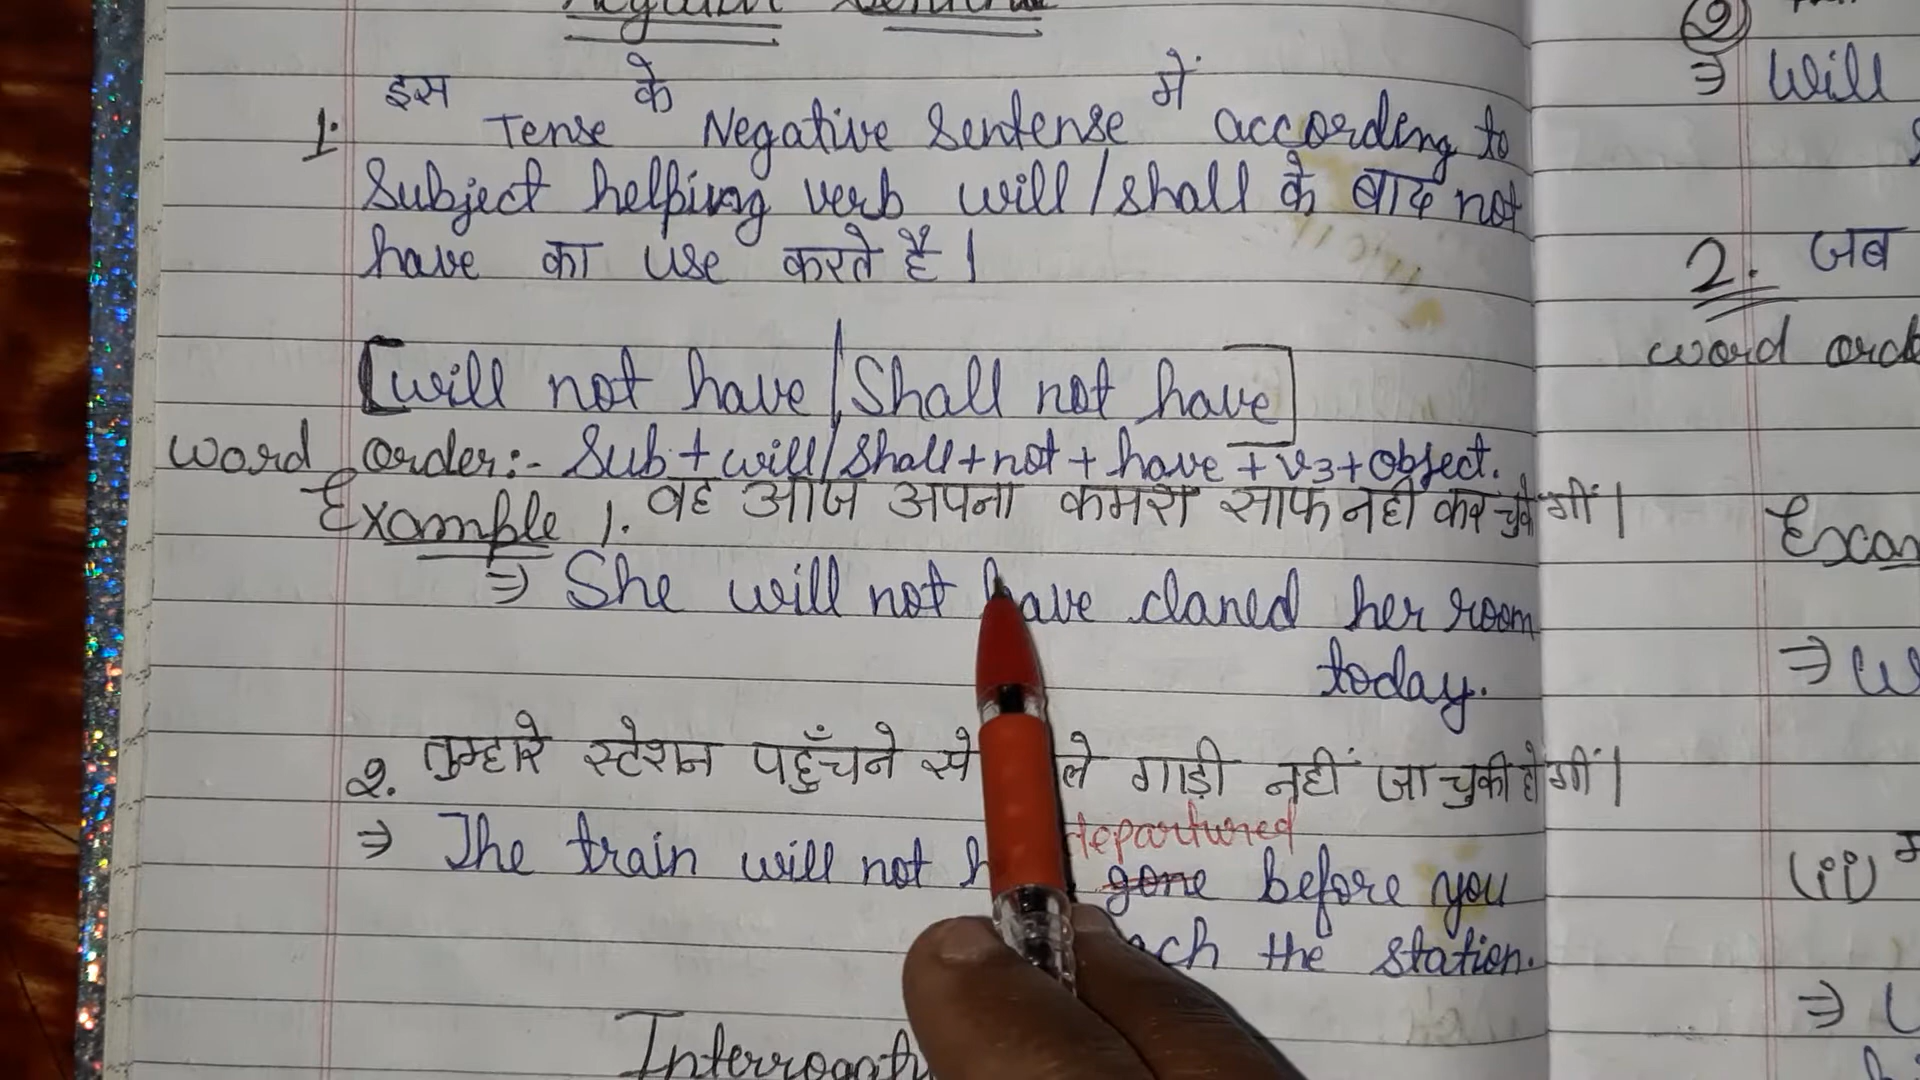 Negative Sentense
1. इस Tense के Negative Sentense में according to
Subject helping verb will/shall के बाद not
have का use करते हैं।
[will not have/Shall not have]
word order:- Sub.+will/Shall+not+have+v3+object.
Example 1. वह आज अपना कमरा साफ नही कर चुकेगीं।
⇒ She will not have claned her room
today.
2. तुम्हारे स्टेशन पहुँचने से गाड़ी नहीं जा चुकी होगीं।
departured
⇒ The train will not gone before you
the station.
②
⇒ Will
2. जब
word
⇒
(ii)
⇒